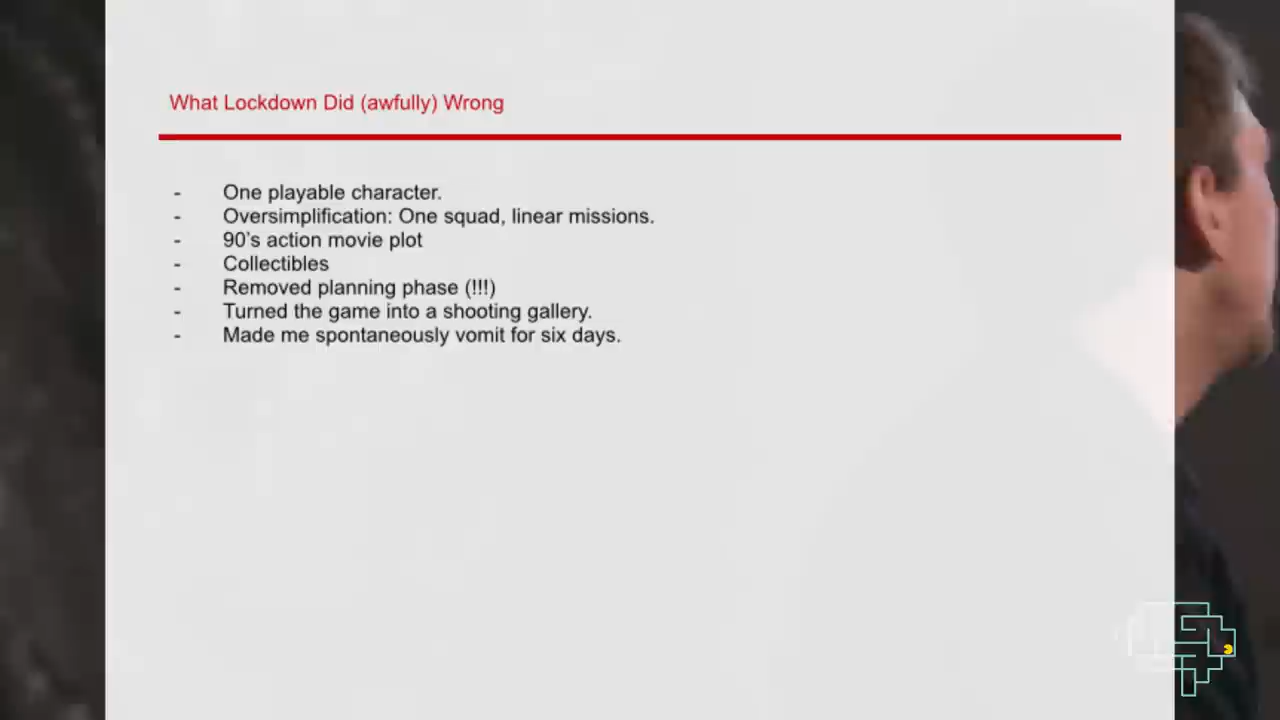 What Lockdown Did (awfully) Wrong
- One playable character.
- Oversimplification: One squad, linear missions.
- 90's action movie plot
- Collectibles
- Removed planning phase (!!!)
- Turned the game into a shooting gallery.
- Made me spontaneously vomit for six days.